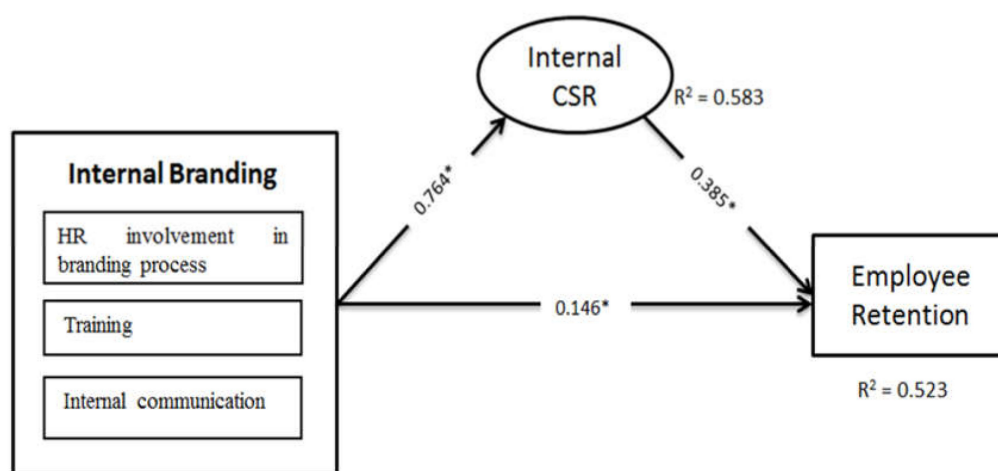 Internal
CSR
R² = 0.583
Internal Branding
HR involvement in
branding process
Training
Internal communication
0.764*
0.385*
0.146*
Employee
Retention
R² = 0.523